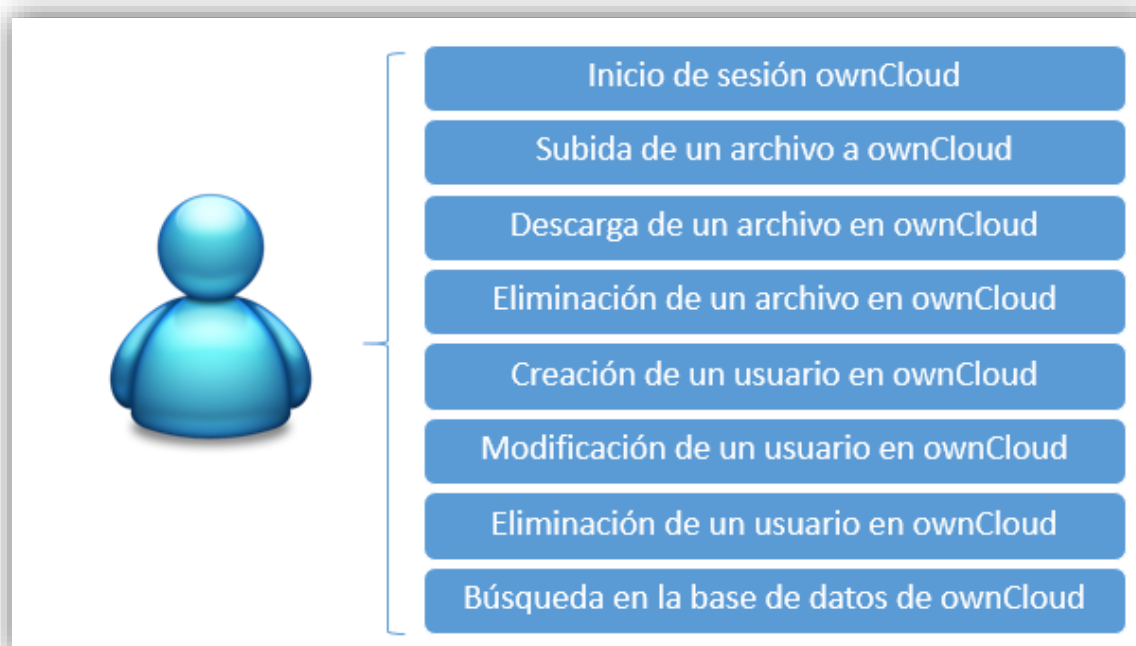 Inicio de sesión ownCloud
Subida de un archivo a ownCloud
Descarga de un archivo en ownCloud
Eliminación de un archivo en ownCloud
Creación de un usuario en ownCloud
Modificación de un usuario en ownCloud
Eliminación de un usuario en ownCloud
Búsqueda en la base de datos de ownCloud